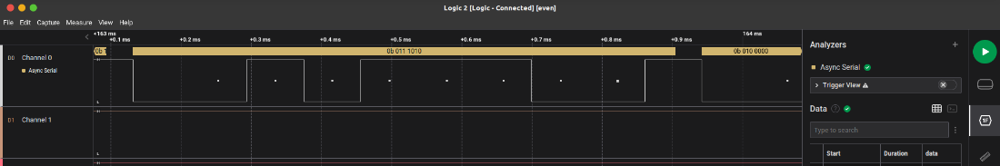 Logic 2 [Logic - Connected] [even]
File Edit Capture Measure View Help
+163 ms
164 ms
+0.1 ms +0.2 ms +0.3 ms +0.4 ms +0.5 ms +0.6 ms +0.7 ms +0.8 ms +0.9 ms
D0 Channel 0
Async Serial
0b 0b 011 1010 0b 010 0000
H
L
D1 Channel 1
H
L
Analyzers
Async Serial
Trigger View
Data
Type to search
Start Duration data
1F